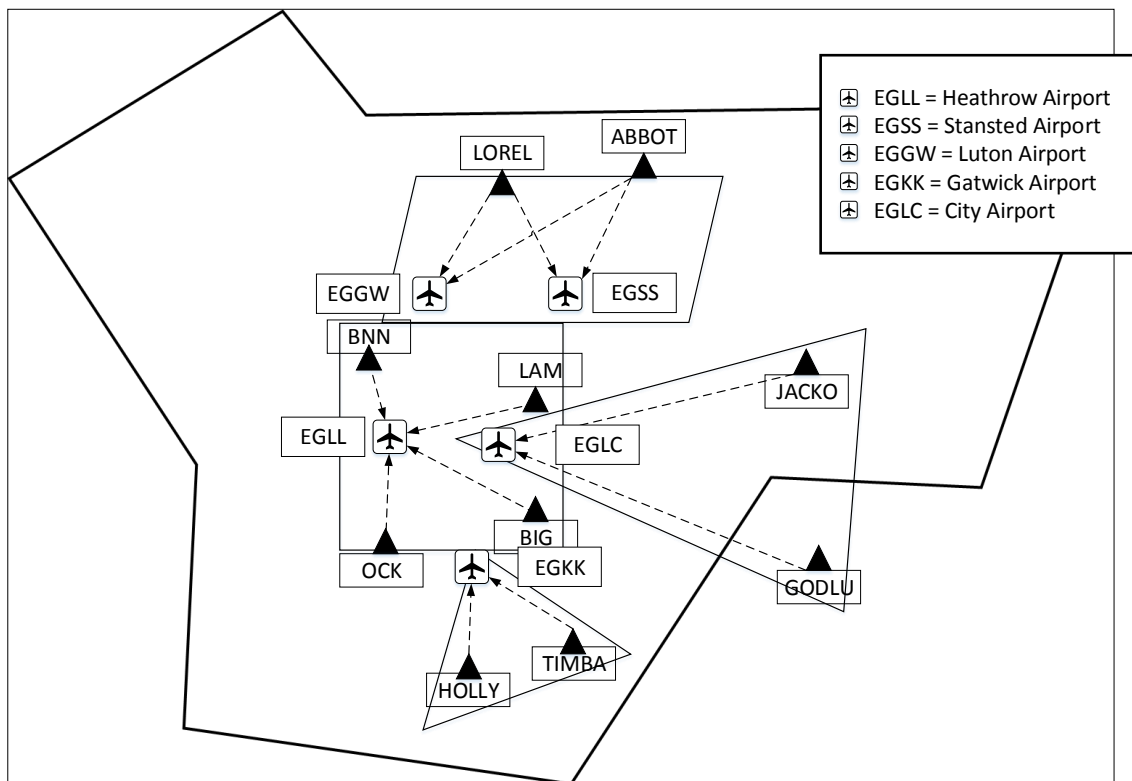 ABBOT
LOREL
EGLL = Heathrow Airport
EGSS = Stansted Airport
EGGW = Luton Airport
EGKK = Gatwick Airport
EGLC = City Airport
EGGW
EGSS
BNN
LAM
JACKO
EGLL
EGLC
BIG
EGKK
OCK
GODLU
TIMBA
HOLLY